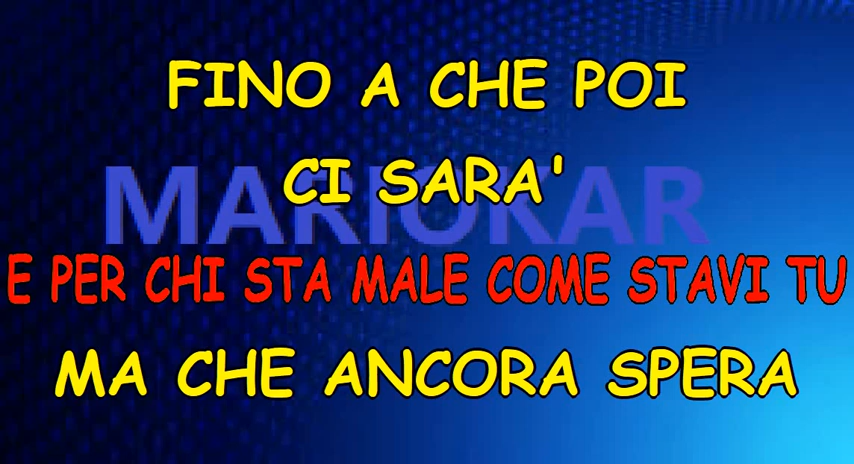 FINO A CHE POI
CI SARA'
MARIOKAR
E PER CHI STA MALE COME STAVI TU
MA CHE ANCORA SPERA